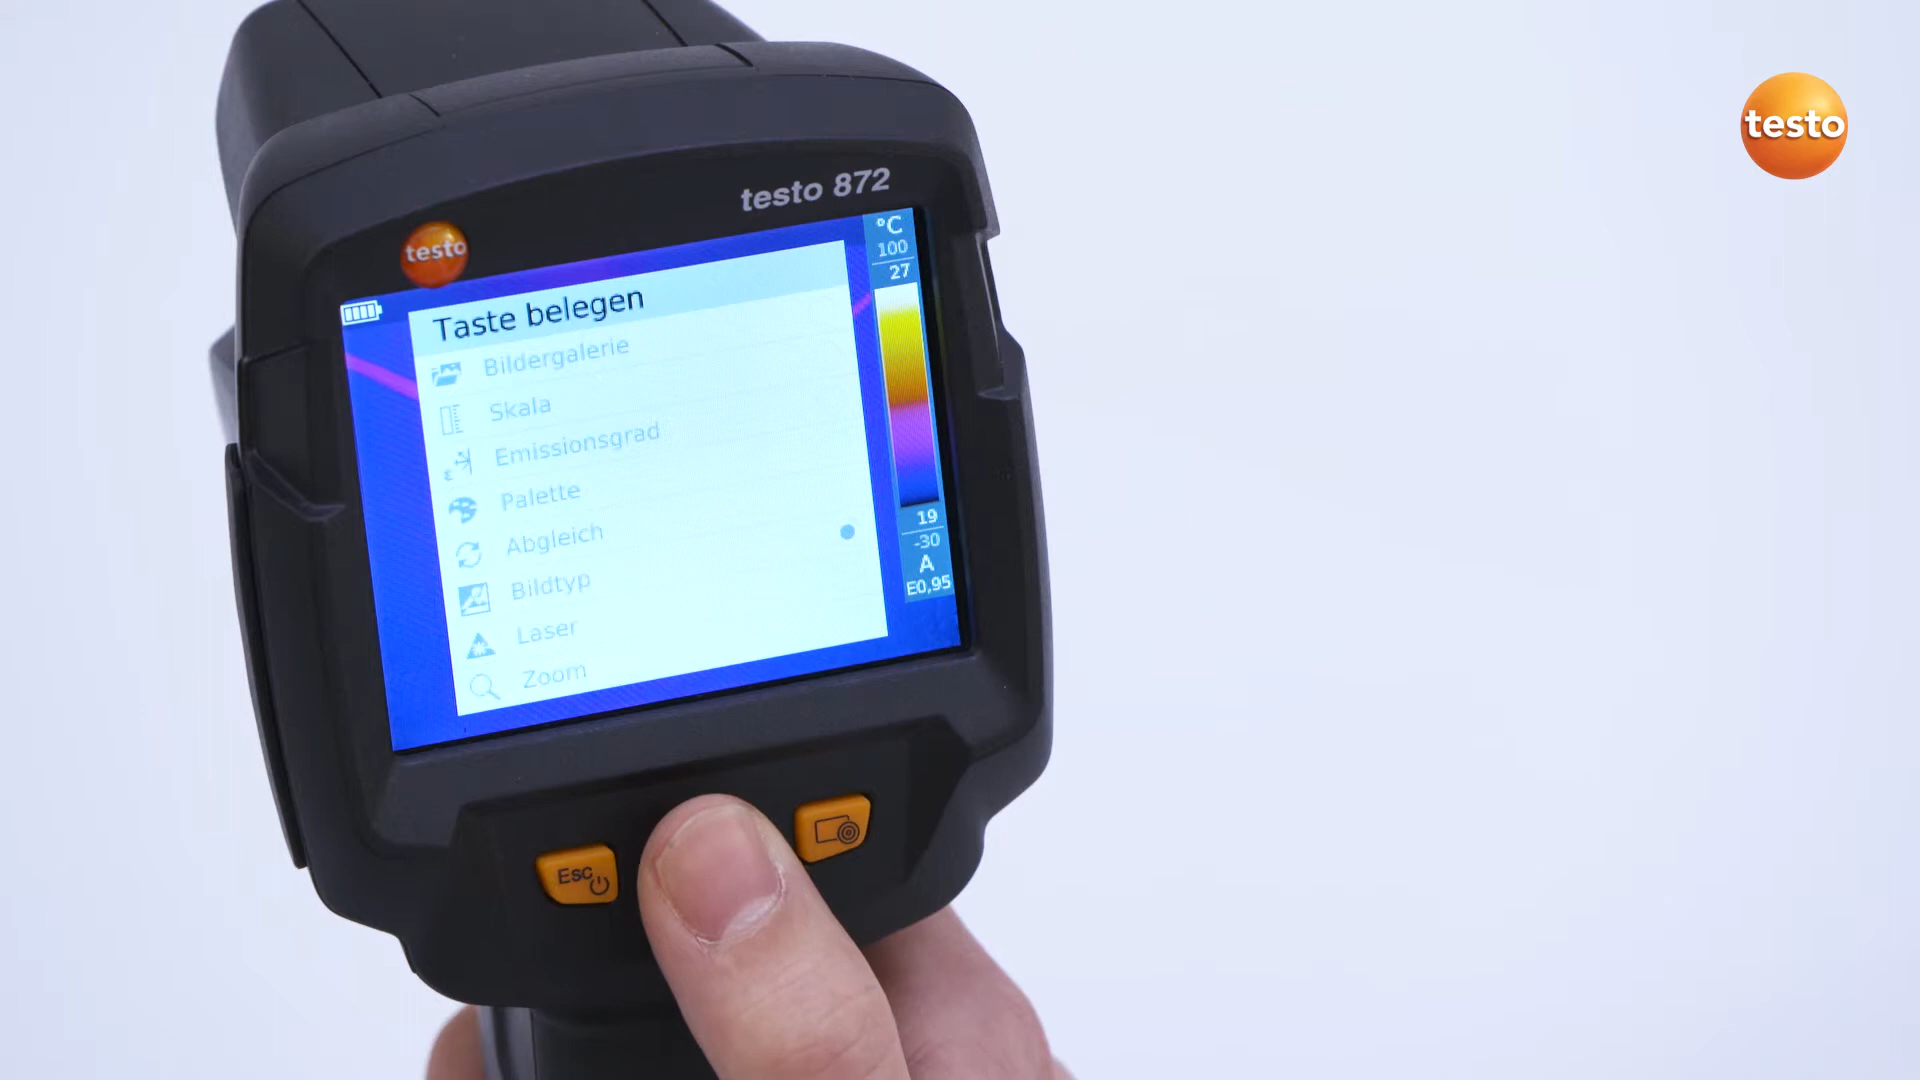 testo
testo 872
testo
Taste belegen
Bildergalerie
Skala
Emissionsgrad
Palette
Abgleich
Bildtyp
Laser
Zoom
°C
100
27
19
-30
A
E0,95
Esc